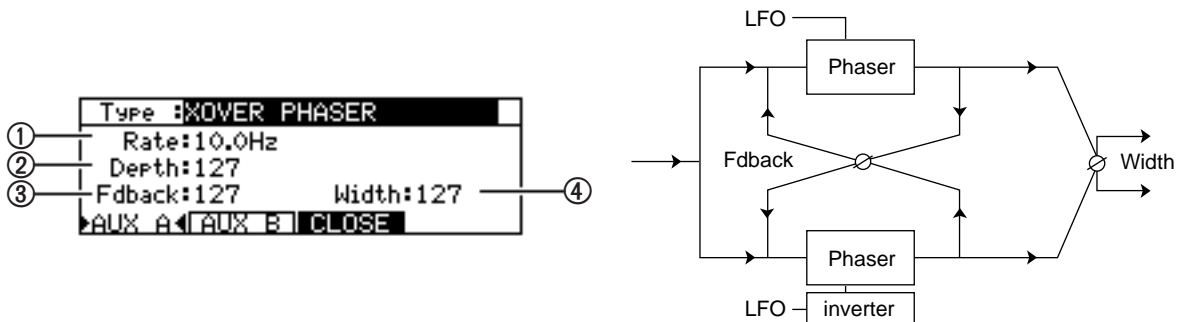 Type :XOVER PHASER
① Rate:10.0Hz
② Depth:127
③ Fdback:127 Width:127 ④
AUX A AUX B CLOSE
LFO
Phaser
Fdback
Width
Phaser
LFO inverter